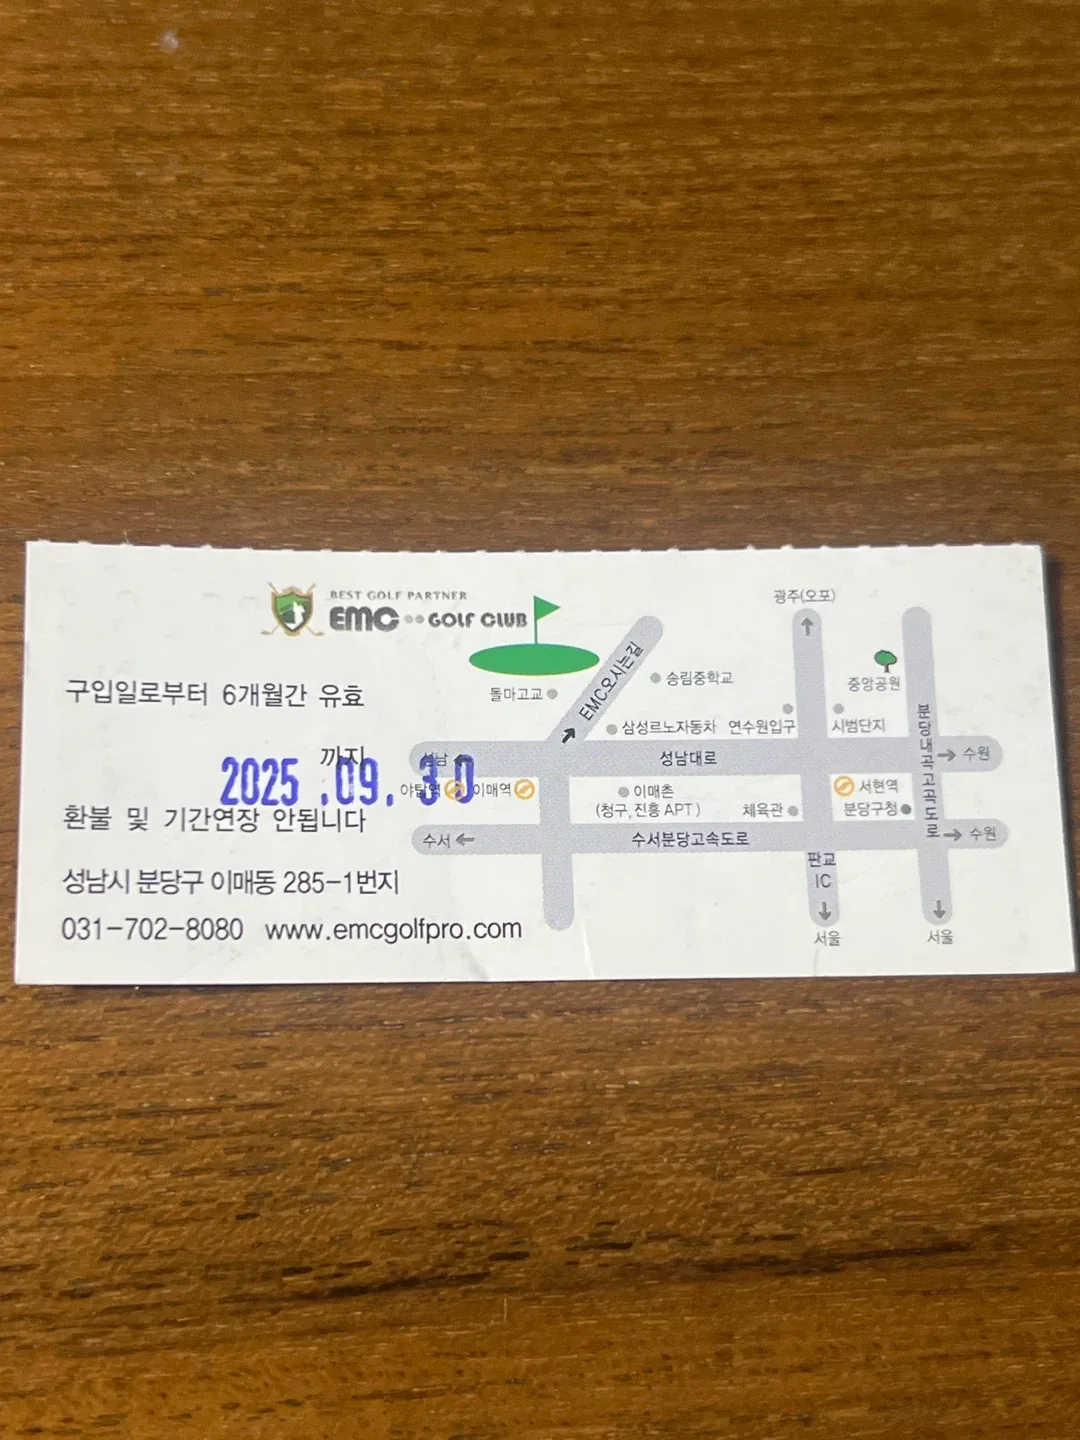 BEST GOLF PARTNER
EMC GOLF CLUB
구입일로부터 6개월간 유효
까지
2025.09.30
환불 및 기간연장 안됩니다
성남시 분당구 이매동 285-1번지
031-702-8080 www.emcgolfpro.com
광주(오포)
EMC오시는길
송림중학교
중앙공원
돌마고교
삼성르노자동차
연수원입구
시범단지
성남
성남대로
수원
야탑역
이매역
이매촌
(청구,진흥 APT)
체육관
서현역
분당구청
분당내곡고속도로
수서
수서분당고속도로
수원
판교
IC
서울
서울